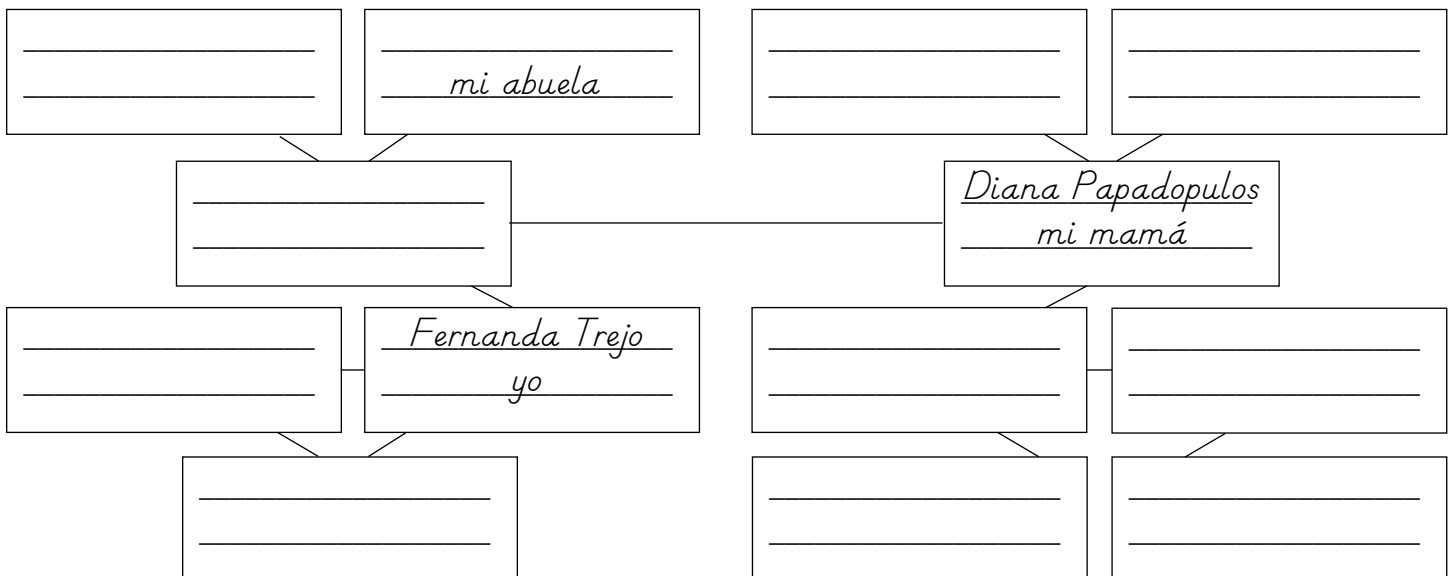 mi abuela
Diana Papadopulos
mi mamá
Fernanda Trejo
yo